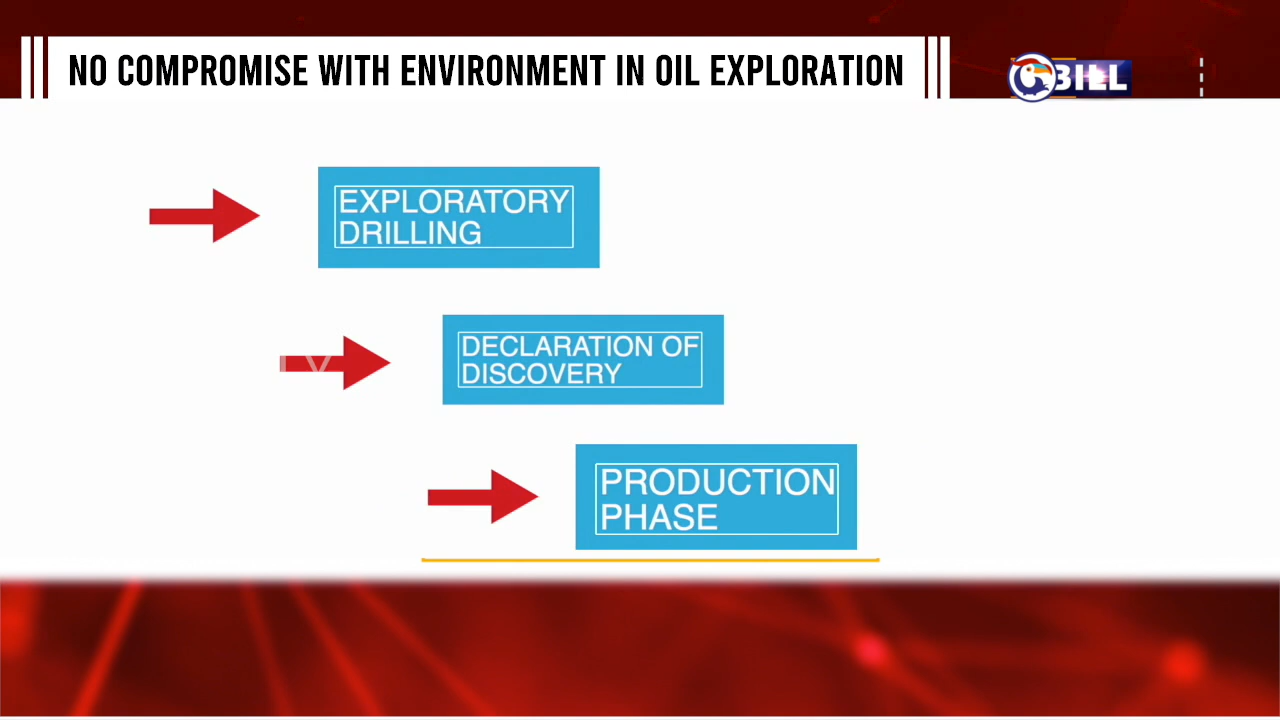 NO COMPROMISE WITH ENVIRONMENT IN OIL EXPLORATION
EXPLORATORY
DRILLING
DECLARATION OF
DISCOVERY
PRODUCTION
PHASE